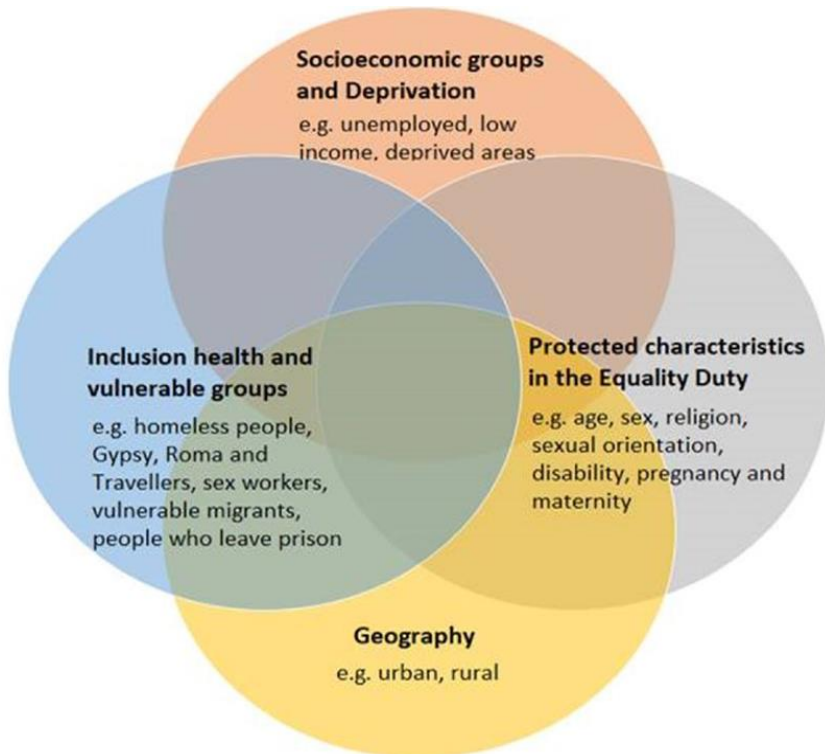 Socioeconomic groups
and Deprivation
e.g. unemployed, low
income, deprived areas
Inclusion health and
vulnerable groups
e.g. homeless people,
Gypsy, Roma and
Travellers, sex workers,
vulnerable migrants,
people who leave prison
Protected characteristics
in the Equality Duty
e.g. age, sex, religion,
sexual orientation,
disability, pregnancy and
maternity
Geography
e.g. urban, rural